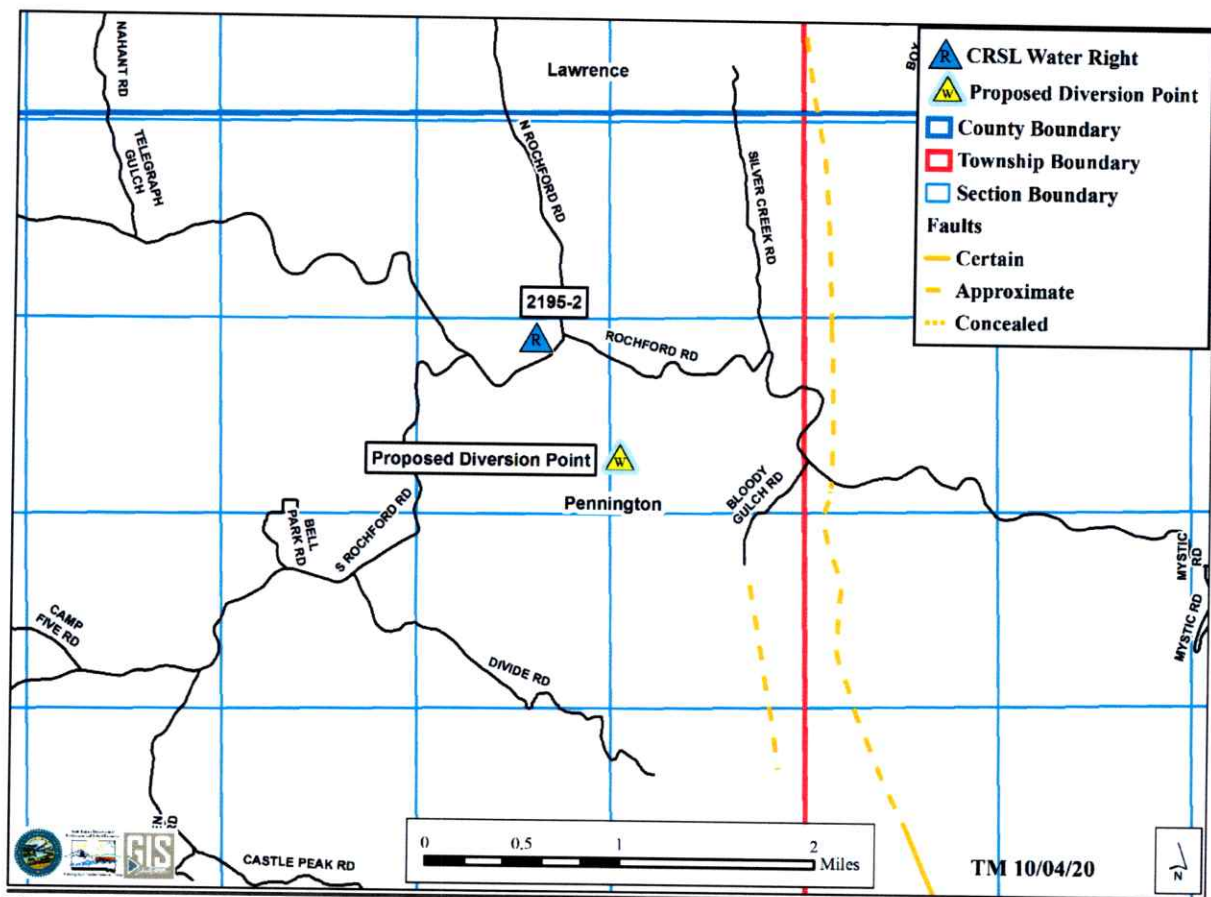 NAHANT RD
TELEGRAPH
GULCH
Lawrence
N ROCHFORD RD
SILVER CREEK RD
BOX
R CRSL Water Right
W Proposed Diversion Point
County Boundary
Township Boundary
Section Boundary
Faults
Certain
Approximate
Concealed
2195-2
R
ROCHFORD RD
Proposed Diversion Point
W
Pennington
BLOODY
GULCH RD
S ROCHFORD RD
BELL
PARK RD
MYSTIC
RD
MYSTIC RD
CAMP
FIVE RD
DIVIDE RD
CASTLE PEAK RD
GIS
0 0.5 1 2
Miles
TM 10/04/20
N